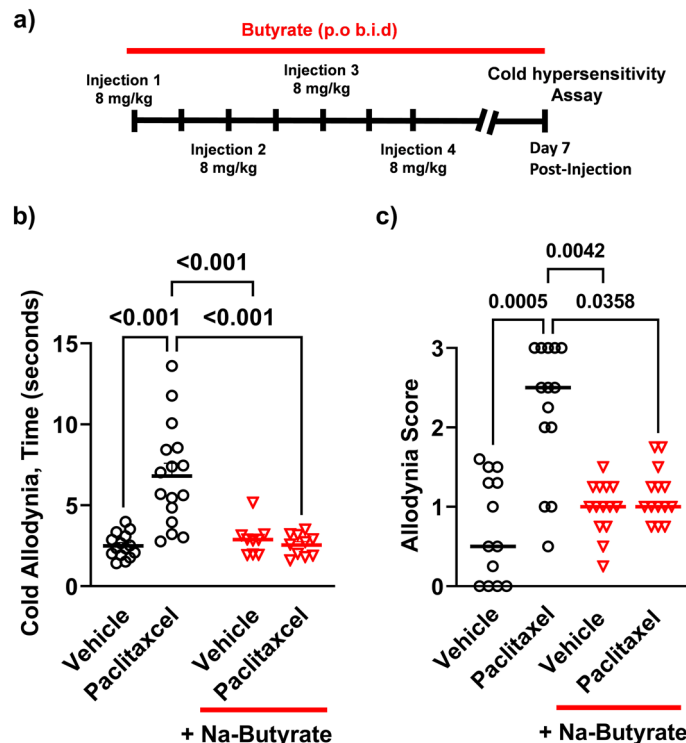 a)
Butyrate (p.o b.i.d)
Injection 1
8 mg/kg
Injection 3
8 mg/kg
Cold hypersensitivity
Assay
Injection 2
8 mg/kg
Injection 4
8 mg/kg
Day 7
Post-Injection
b)
<0.001
<0.001
<0.001
Cold Allodynia, Time (seconds)
15
10
5
0
Vehicle
Paclitaxcel
Vehicle
Paclitaxcel
+ Na-Butyrate
c)
0.0042
0.0005
0.0358
Allodynia Score
3
2
1
0
Vehicle
Paclitaxel
Vehicle
Paclitaxel
+ Na-Butyrate